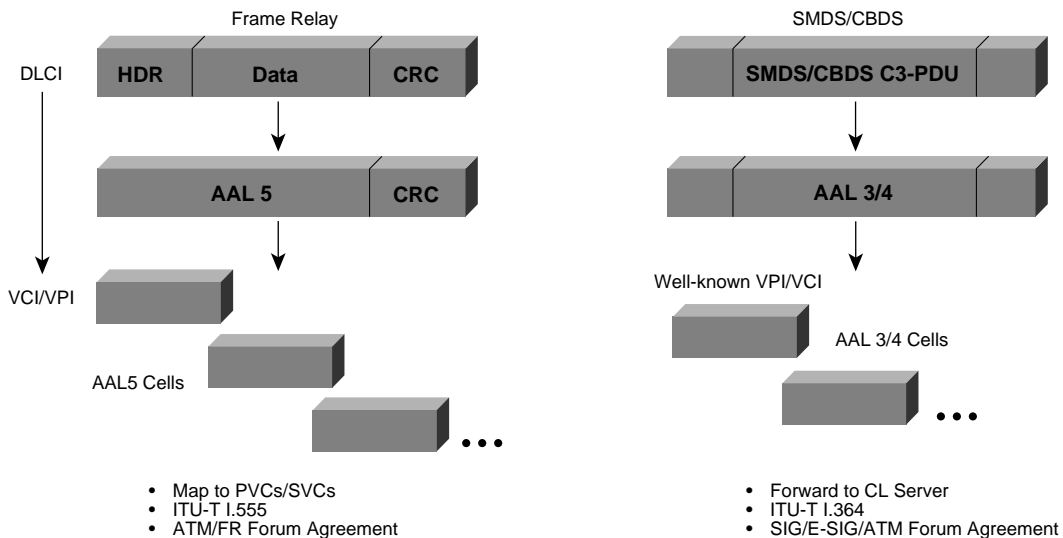 Frame Relay
DLCI
HDR Data CRC
AAL 5 CRC
VCI/VPI
AAL5 Cells
•••
• Map to PVCs/SVCs
• ITU-T I.555
• ATM/FR Forum Agreement
SMDS/CBDS
SMDS/CBDS C3-PDU
AAL 3/4
Well-known VPI/VCI
AAL 3/4 Cells
•••
• Forward to CL Server
• ITU-T I.364
• SIG/E-SIG/ATM Forum Agreement